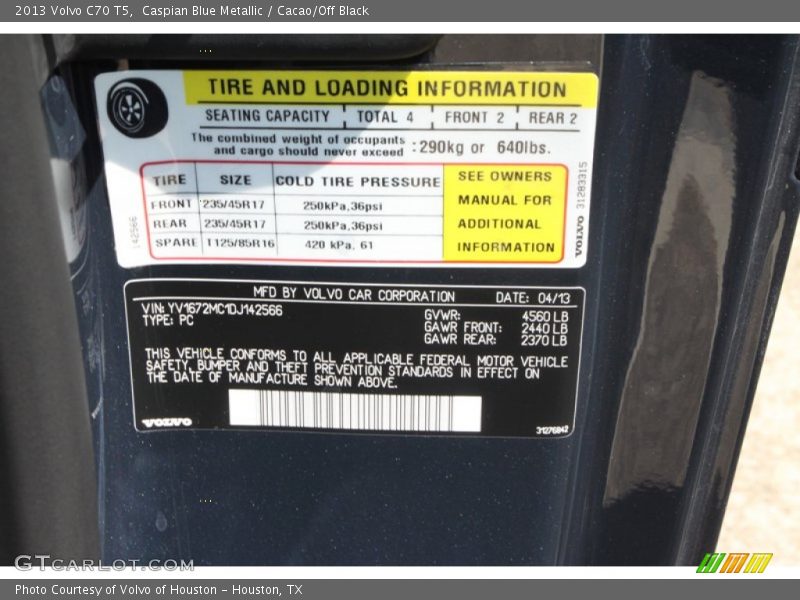 2013 Volvo C70 T5,  Caspian Blue Metallic / Cacao/Off Black
TIRE AND LOADING INFORMATION
SEATING CAPACITY TOTAL 4 FRONT 2 REAR 2
The combined weight of occupants
and cargo should never exceed : 290kg or 640lbs.
TIRE SIZE COLD TIRE PRESSURE
FRONT 235/45R17 250kPa,36psi
REAR 235/45R17 250kPa,36psi
SPARE T125/85R16 420 kPa, 61
SEE OWNERS
MANUAL FOR
ADDITIONAL
INFORMATION
142566
VOLVO 31283315
MFD BY VOLVO CAR CORPORATION DATE: 04/13
VIN: YV1672MC1DJ142566
TYPE: PC
GVWR: 4560 LB
GAWR FRONT: 2440 LB
GAWR REAR: 2370 LB
THIS VEHICLE CONFORMS TO ALL APPLICABLE FEDERAL MOTOR VEHICLE
SAFETY, BUMPER AND THEFT PREVENTION STANDARDS IN EFFECT ON
THE DATE OF MANUFACTURE SHOWN ABOVE.
VOLVO 31276842
GTCarLot.com
Photo Courtesy of Volvo of Houston - Houston, TX